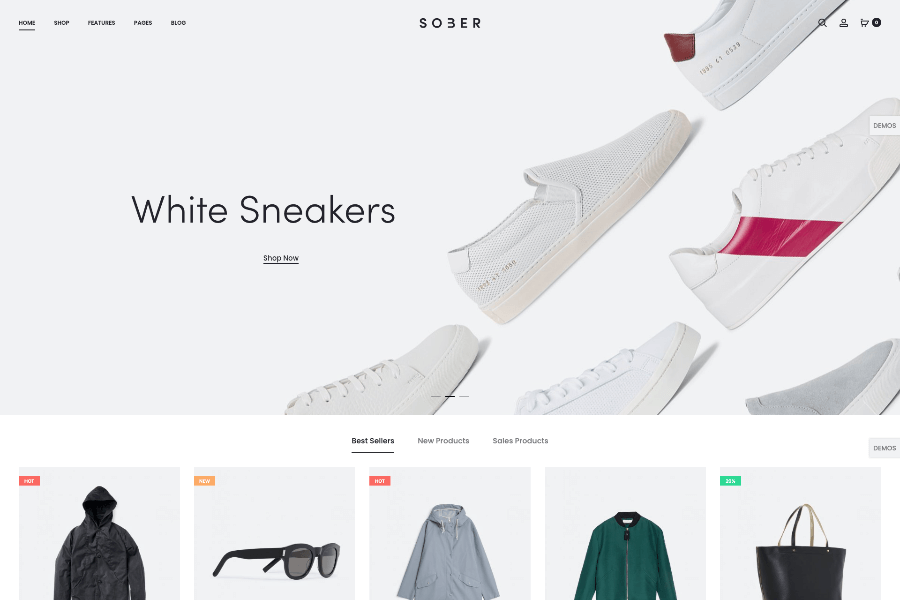 HOME SHOP FEATURES PAGES BLOG
SOBER
0
DEMOS
White Sneakers
Shop Now
Best Sellers New Products Sales Products
DEMOS
HOT
NEW
HOT